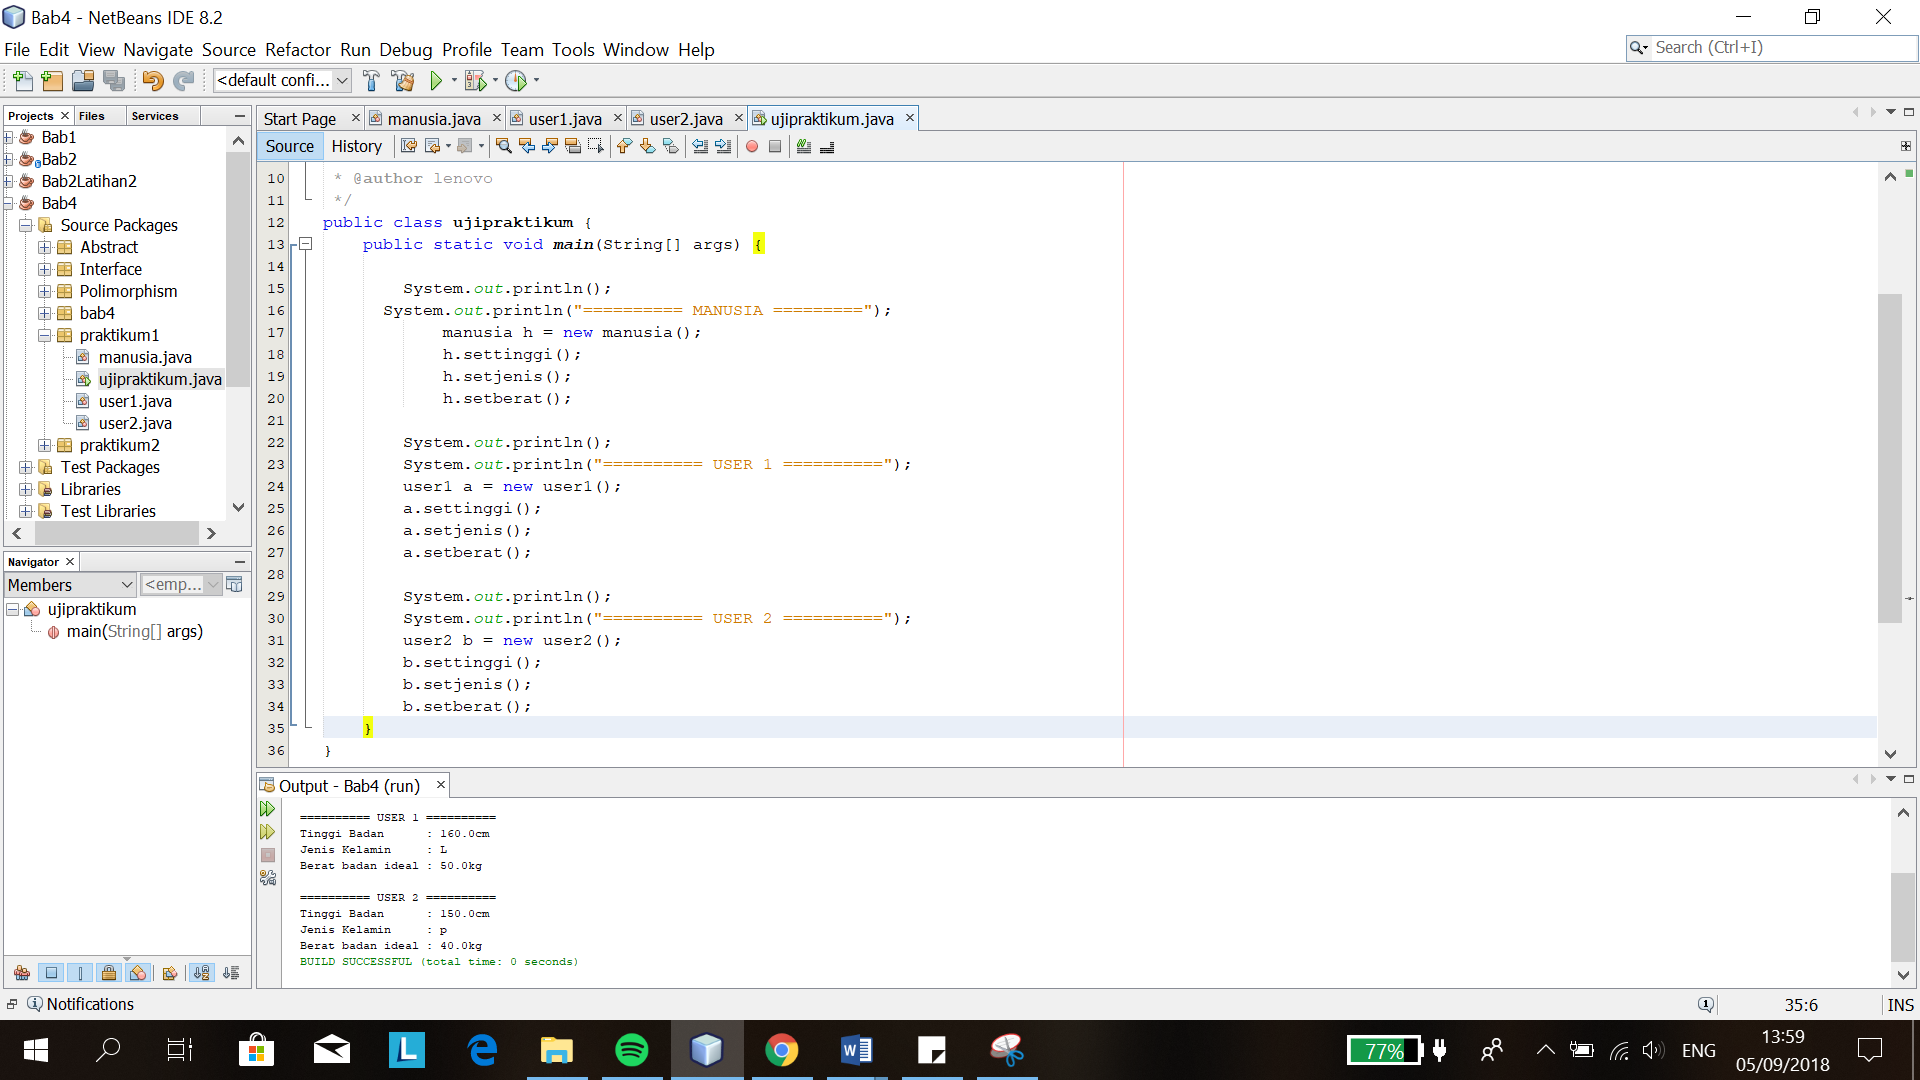 Bab4 - NetBeans IDE 8.2
File Edit View Navigate Source Refactor Run Debug Profile Team Tools Window Help
Search (Ctrl+I)
<default confi...
Projects Files Services
Bab1
Bab2
Bab2Latihan2
Bab4
Source Packages
Abstract
Interface
Polimorphism
bab4
praktikum1
manusia.java
ujipraktikum.java
user1.java
user2.java
praktikum2
Test Packages
Libraries
Test Libraries
Navigator
Members <emp...
ujipraktikum
main(String[] args)
Start Page manusia.java user1.java user2.java ujipraktikum.java
Source History
10 * @author lenovo
11 */
12 public class ujipraktikum {
13 public static void main(String[] args) {
14
15 System.out.println();
16 System.out.println("========== MANUSIA =========");
17 manusia h = new manusia();
18 h.settinggi();
19 h.setjenis();
20 h.setberat();
21
22 System.out.println();
23 System.out.println("========== USER 1 ==========");
24 user1 a = new user1();
25 a.settinggi();
26 a.setjenis();
27 a.setberat();
28
29 System.out.println();
30 System.out.println("========== USER 2 ==========");
31 user2 b = new user2();
32 b.settinggi();
33 b.setjenis();
34 b.setberat();
35 }
36 }
Output - Bab4 (run)
========== USER 1 ==========
Tinggi Badan : 160.0cm
Jenis Kelamin : L
Berat badan ideal : 50.0kg
========== USER 2 ==========
Tinggi Badan : 150.0cm
Jenis Kelamin : p
Berat badan ideal : 40.0kg
BUILD SUCCESSFUL (total time: 0 seconds)
Notifications
35:6 INS
77%
ENG
13:59
05/09/2018